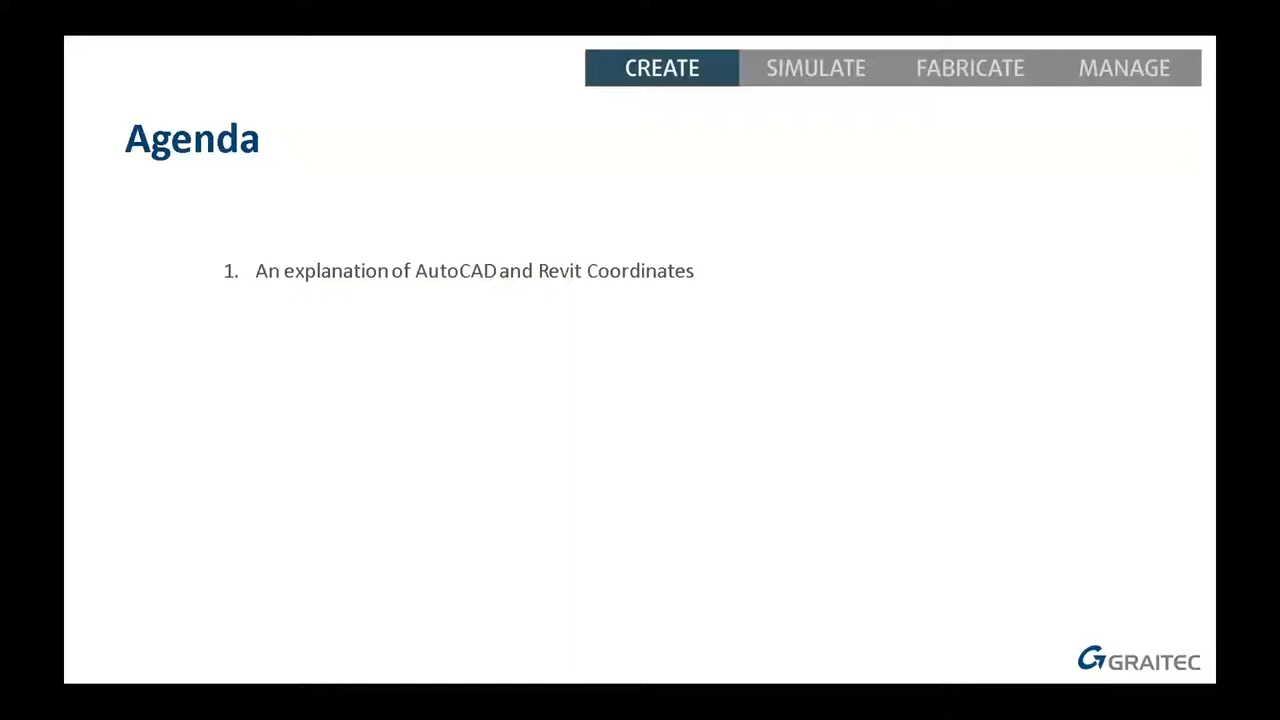 CREATE SIMULATE FABRICATE MANAGE
Agenda
1. An explanation of AutoCAD and Revit Coordinates
GRAITEC